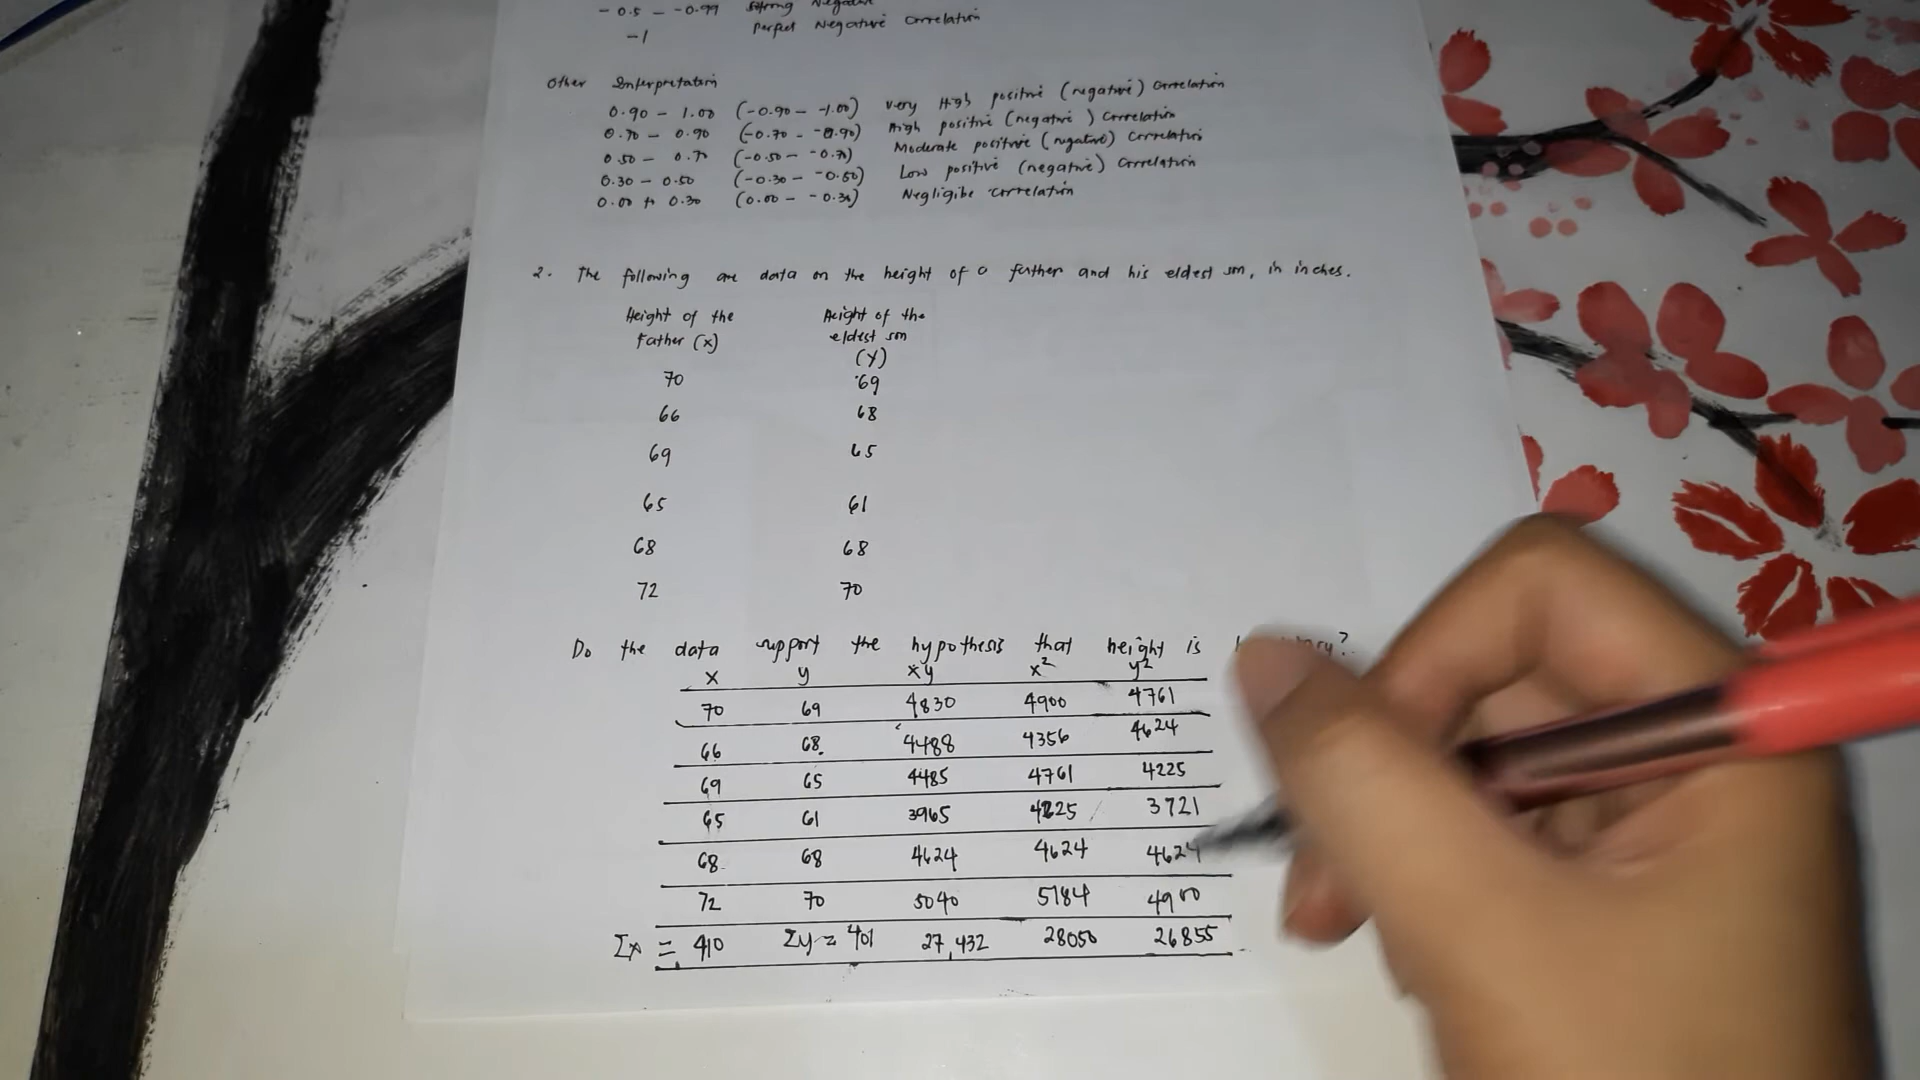 -0.5 — -0.99 Strong Negative
-1 Perfect Negative Correlation
Other Interpretation
0.90 — 1.00 (-0.90 — -1.00) Very High positive (negative) Correlation
0.70 — 0.90 (-0.70 - -0.90) High positive (negative) Correlation
0.50 — 0.70 (-0.50 — -0.70) Moderate positive (negative) Correlation
0.30 — 0.50 (-0.30 — -0.50) Low positive (negative) Correlation
0.00 to 0.30 (0.00 — -0.30) Negligibe correlation
2. The following are data on the height of a father and his eldest son, in inches.
Height of the Height of the
Father (x) eldest son
(y)
70 69
66 68
69 65
65 61
68 68
72 70
Do the data support the hypothesis that height is
x y xy x² y²
70 69 4830 4900 4761
66 68 4488 4356 4624
69 65 4485 4761 4225
65 61 3965 4225 3721
68 68 4624 4624 4624
72 70 5040 5184 4900
Σx = 410 Σy = 401 27,432 28050 26855